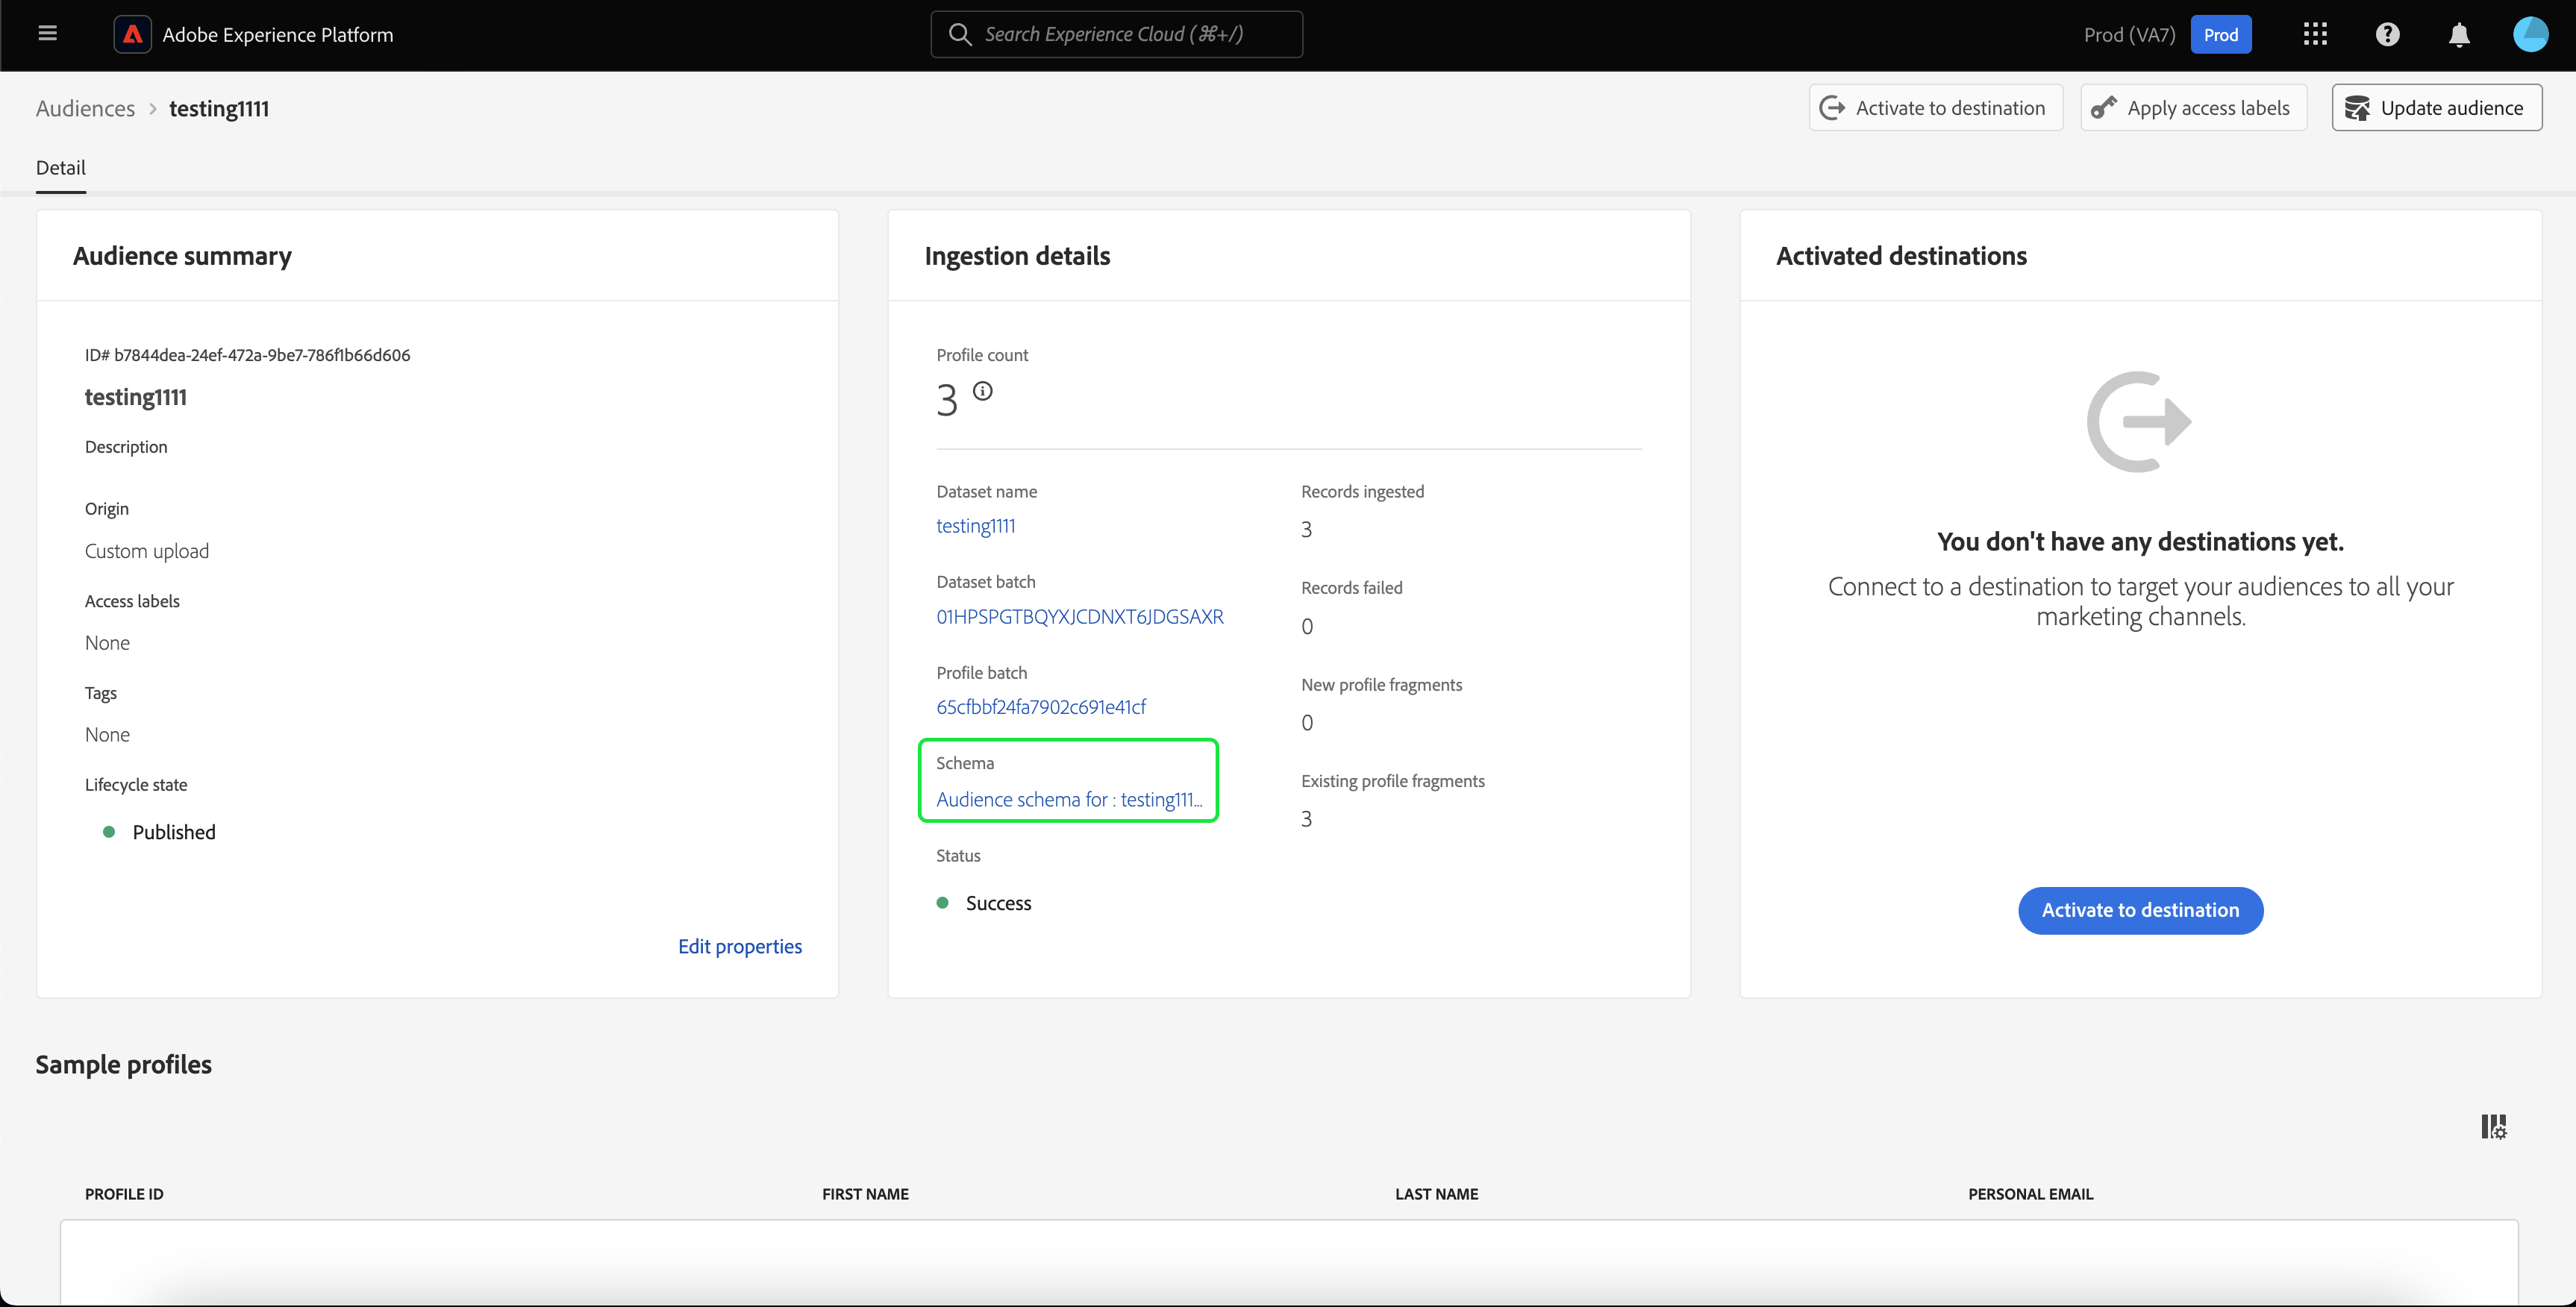 Adobe Experience Platform
Search Experience Cloud (⌘+/)
Prod (VA7)
Prod
Audiences > testing1111
Activate to destination
Apply access labels
Update audience
Detail
Audience summary
ID# b7844dea-24ef-472a-9be7-786f1b66d606
testing1111
Description
Origin
Custom upload
Access labels
None
Tags
None
Lifecycle state
Published
Edit properties
Ingestion details
Profile count
3
Dataset name
testing1111
Dataset batch
01HPSPGTBQYXJCDNXT6JDGSAXR
Profile batch
65cfbbf24fa7902c691e41cf
Schema
Audience schema for : testing111...
Status
Success
Records ingested
3
Records failed
0
New profile fragments
0
Existing profile fragments
3
Activated destinations
You don't have any destinations yet.
Connect to a destination to target your audiences to all your
marketing channels.
Activate to destination
Sample profiles
PROFILE ID
FIRST NAME
LAST NAME
PERSONAL EMAIL